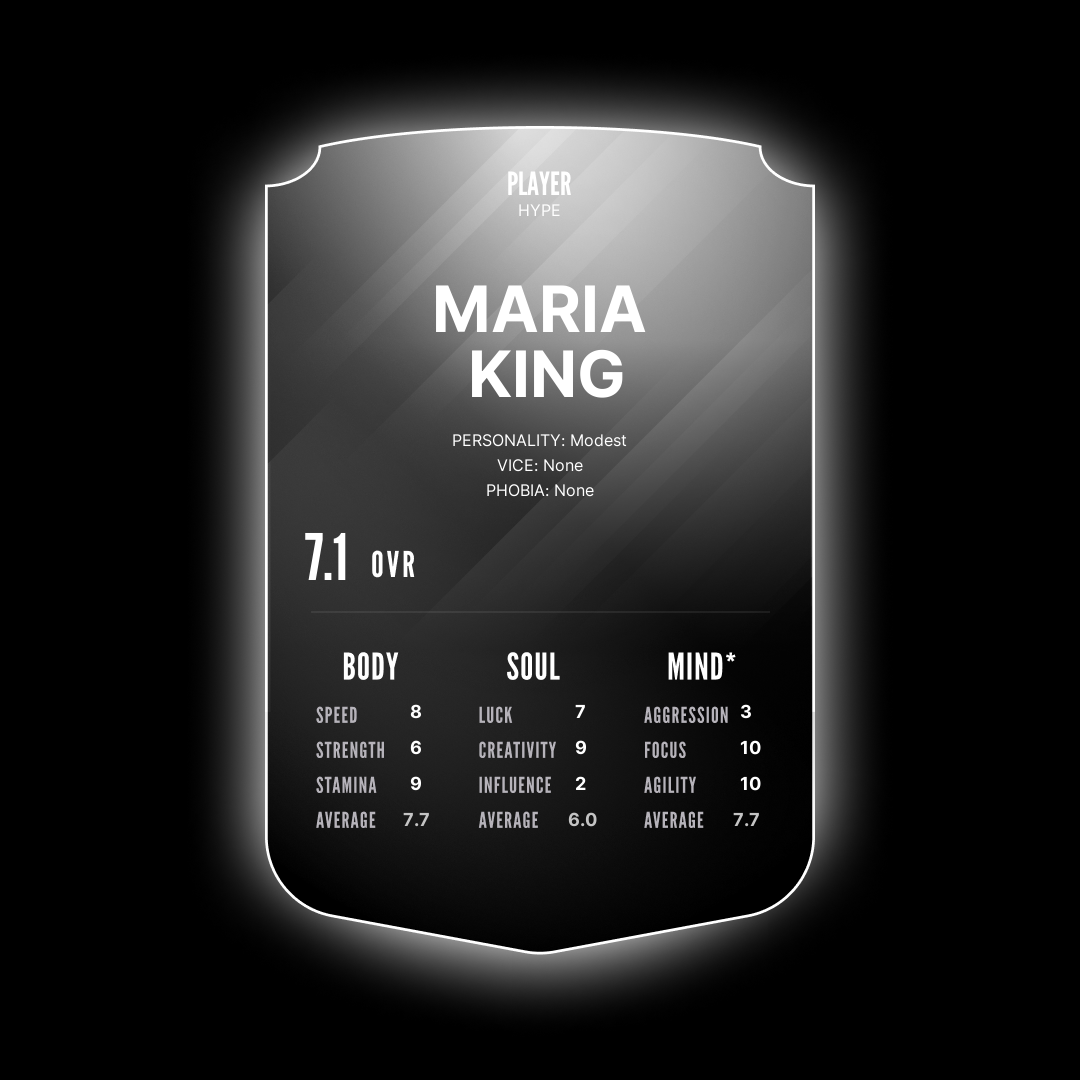 PLAYER
HYPE
MARIA
KING
PERSONALITY: Modest
VICE: None
PHOBIA: None
7.1 OVR
BODY SOUL MIND*
SPEED 8 LUCK 7 AGGRESSION 3
STRENGTH 6 CREATIVITY 9 FOCUS 10
STAMINA 9 INFLUENCE 2 AGILITY 10
AVERAGE 7.7 AVERAGE 6.0 AVERAGE 7.7